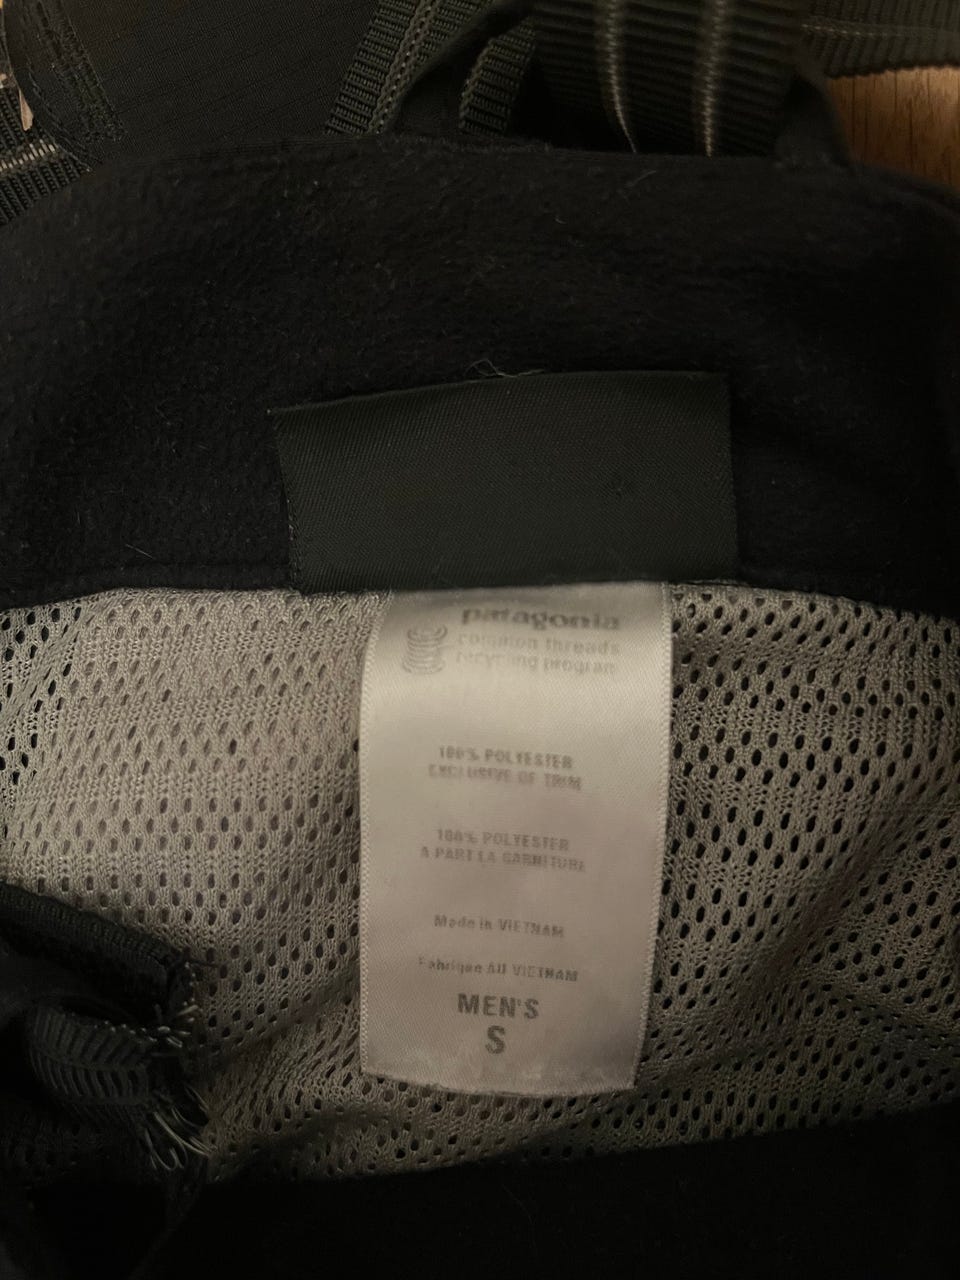 patagonia
common threads
recycling program
100% POLYESTER
EXCLUSIVE OF TRIM
100% POLYESTER
A PART LA GARNITURE
Made in VIETNAM
Fabrique AU VIETNAM
MEN'S
S